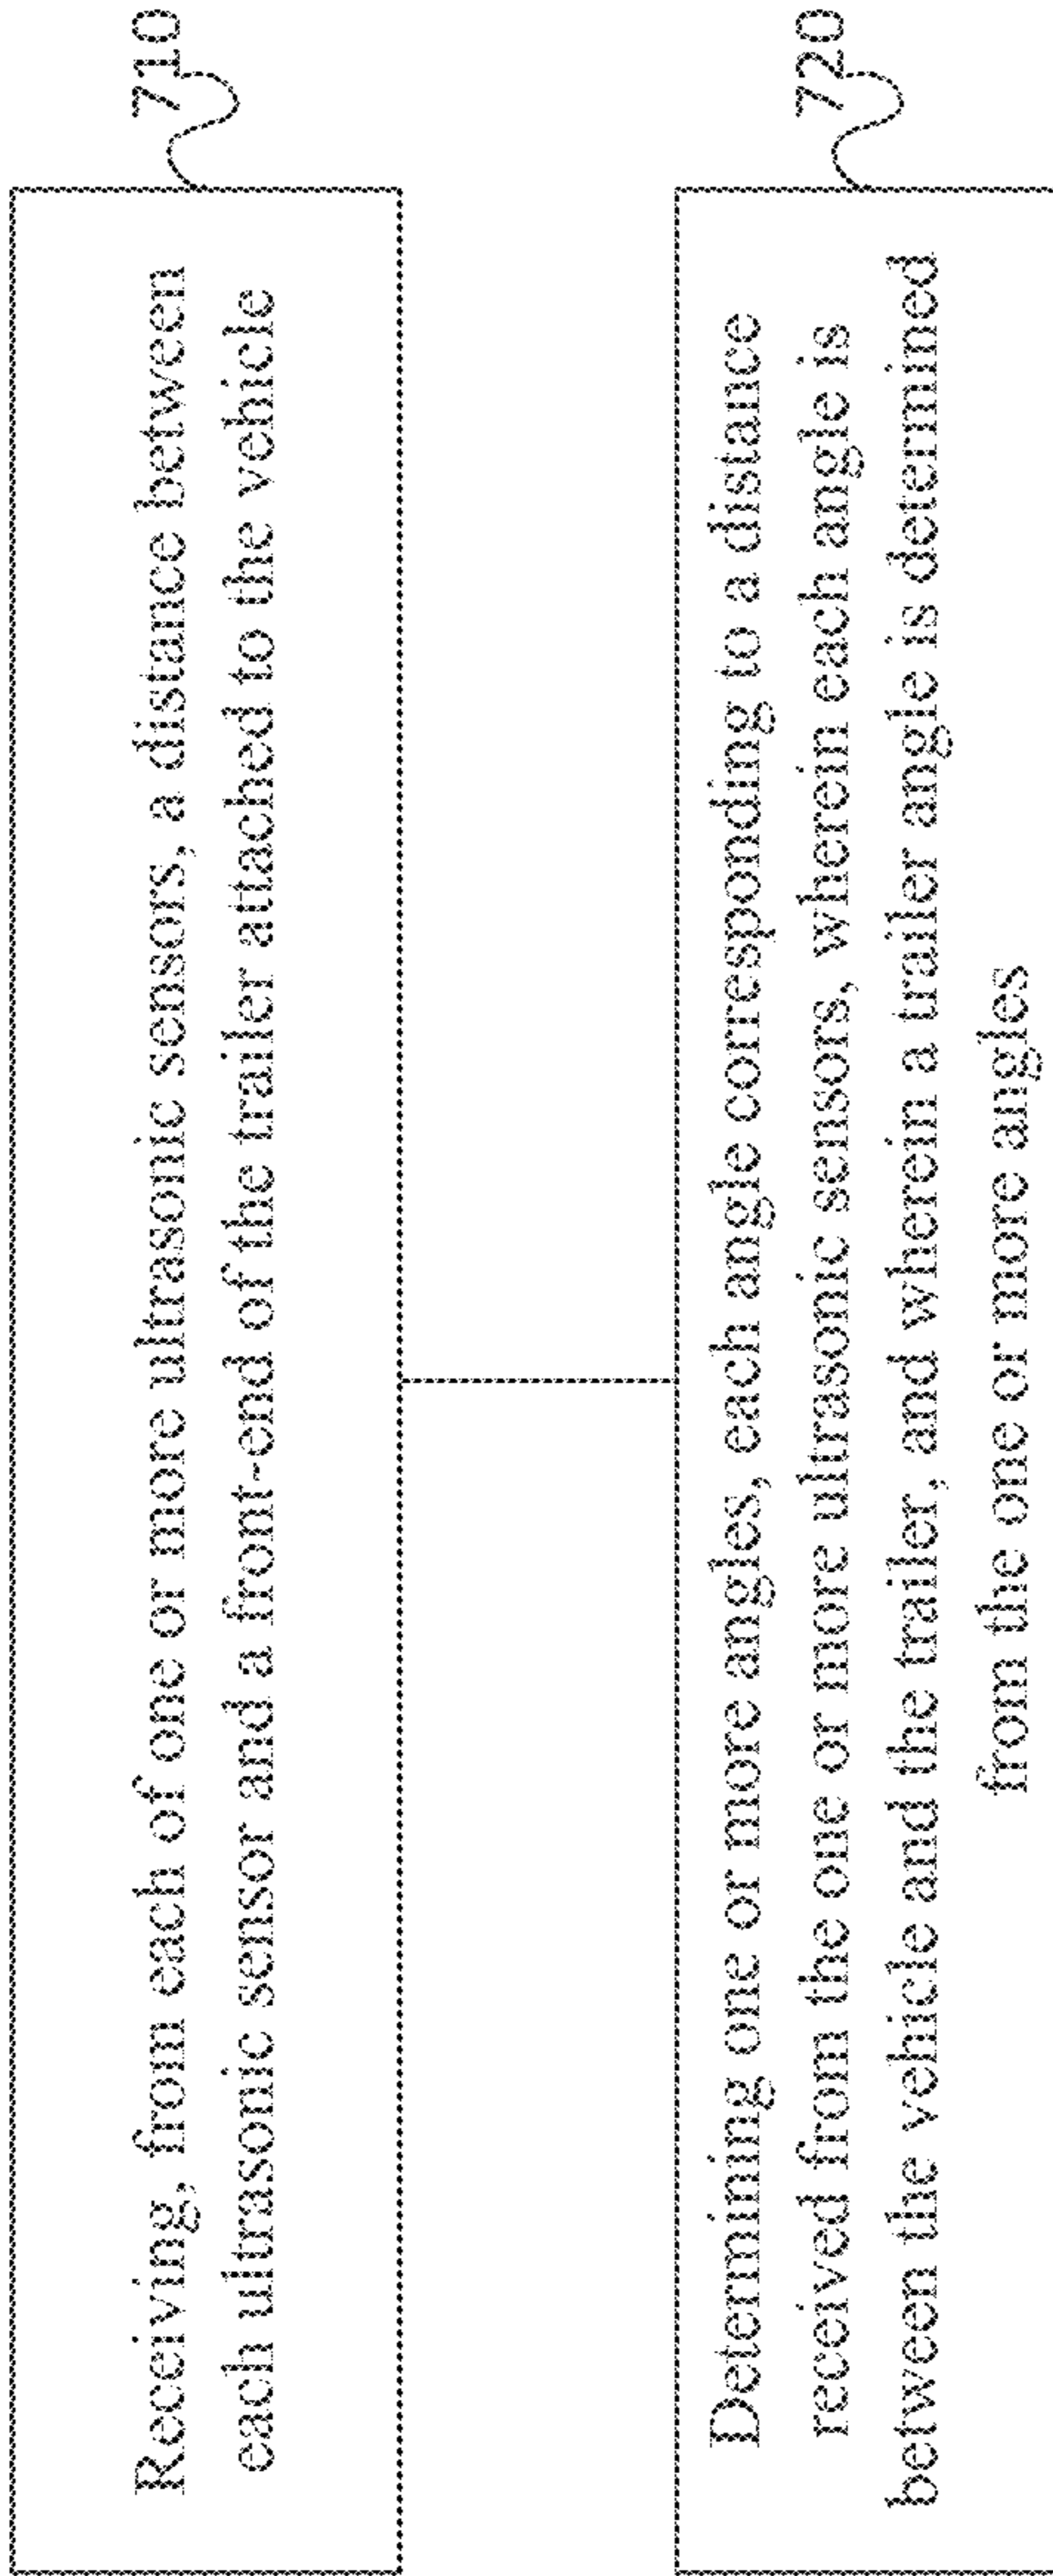 Receiving, from each of one or more ultrasonic sensors, a distance between
each ultrasonic sensor and a front-end of the trailer attached to the vehicle
710
Determining one or more angles, each angle corresponding to a distance
received from the one or more ultrasonic sensors, wherein each angle is
between the vehicle and the trailer, and wherein a trailer angle is determined
from the one or more angles
720